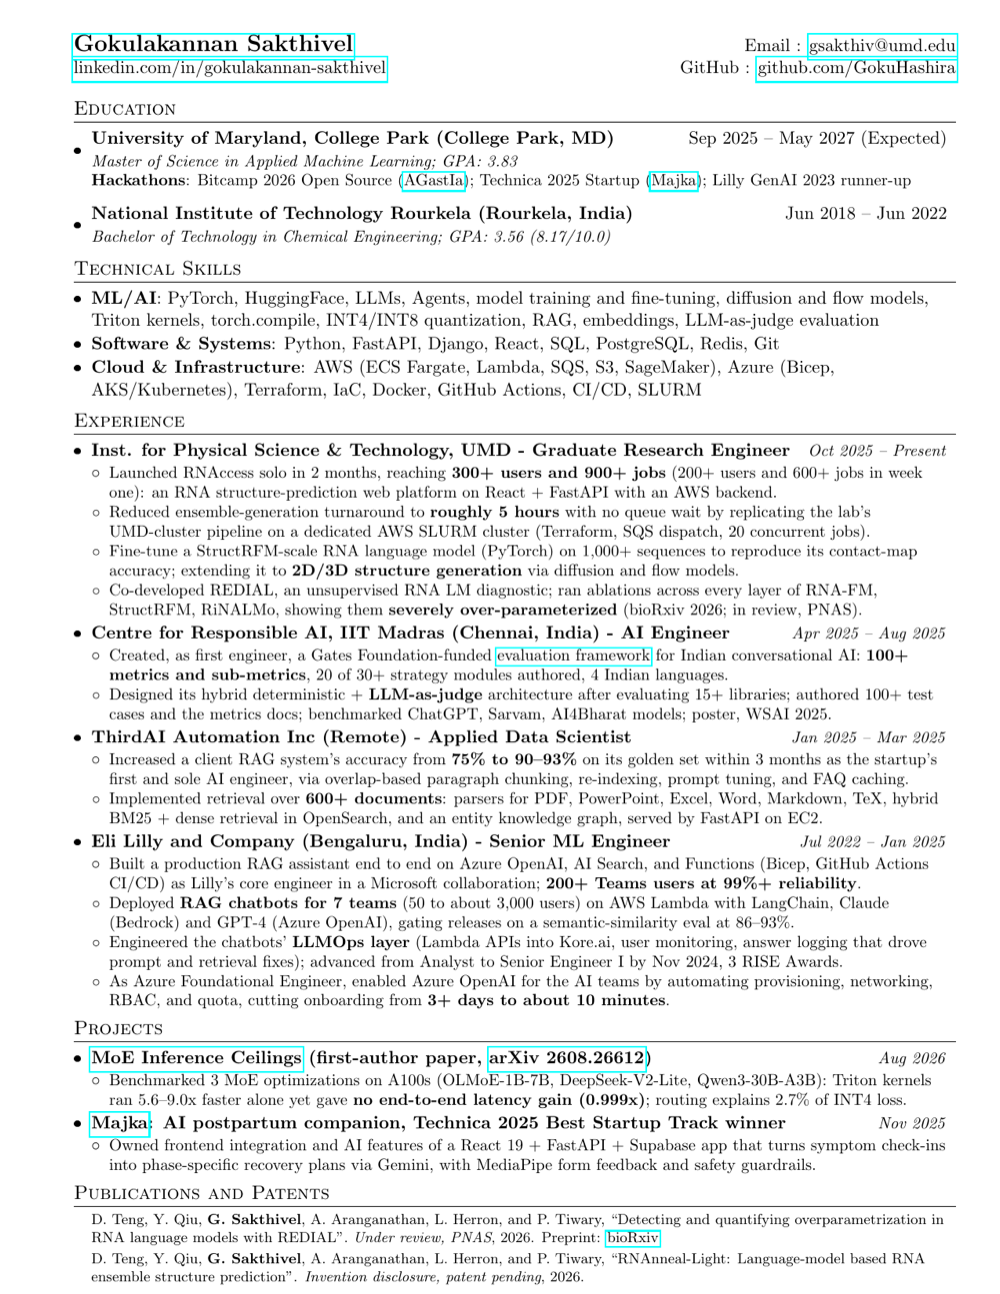 Gokulakannan Sakthivel
Email : gsakthiv@umd.edu
linkedin.com/in/gokulakannan-sakthivel
GitHub : github.com/GokuHashira
Education
• University of Maryland, College Park (College Park, MD) Sep 2025 – May 2027 (Expected)
Master of Science in Applied Machine Learning; GPA: 3.83
Hackathons: Bitcamp 2026 Open Source (AGastIa); Technica 2025 Startup (Majka); Lilly GenAI 2023 runner-up
• National Institute of Technology Rourkela (Rourkela, India) Jun 2018 – Jun 2022
Bachelor of Technology in Chemical Engineering; GPA: 3.56 (8.17/10.0)
Technical Skills
• ML/AI: PyTorch, HuggingFace, LLMs, Agents, model training and fine-tuning, diffusion and flow models,
Triton kernels, torch.compile, INT4/INT8 quantization, RAG, embeddings, LLM-as-judge evaluation
• Software & Systems: Python, FastAPI, Django, React, SQL, PostgreSQL, Redis, Git
• Cloud & Infrastructure: AWS (ECS Fargate, Lambda, SQS, S3, SageMaker), Azure (Bicep,
AKS/Kubernetes), Terraform, IaC, Docker, GitHub Actions, CI/CD, SLURM
Experience
• Inst. for Physical Science & Technology, UMD - Graduate Research Engineer Oct 2025 – Present
◦ Launched RNAccess solo in 2 months, reaching 300+ users and 900+ jobs (200+ users and 600+ jobs in week
one): an RNA structure-prediction web platform on React + FastAPI with an AWS backend.
◦ Reduced ensemble-generation turnaround to roughly 5 hours with no queue wait by replicating the lab's
UMD-cluster pipeline on a dedicated AWS SLURM cluster (Terraform, SQS dispatch, 20 concurrent jobs).
◦ Fine-tune a StructRFM-scale RNA language model (PyTorch) on 1,000+ sequences to reproduce its contact-map
accuracy; extending it to 2D/3D structure generation via diffusion and flow models.
◦ Co-developed REDIAL, an unsupervised RNA LM diagnostic; ran ablations across every layer of RNA-FM,
StructRFM, RiNALMo, showing them severely over-parameterized (bioRxiv 2026; in review, PNAS).
• Centre for Responsible AI, IIT Madras (Chennai, India) - AI Engineer Apr 2025 – Aug 2025
◦ Created, as first engineer, a Gates Foundation-funded evaluation framework for Indian conversational AI: 100+
metrics and sub-metrics, 20 of 30+ strategy modules authored, 4 Indian languages.
◦ Designed its hybrid deterministic + LLM-as-judge architecture after evaluating 15+ libraries; authored 100+ test
cases and the metrics docs; benchmarked ChatGPT, Sarvam, AI4Bharat models; poster, WSAI 2025.
• ThirdAI Automation Inc (Remote) - Applied Data Scientist Jan 2025 – Mar 2025
◦ Increased a client RAG system's accuracy from 75% to 90–93% on its golden set within 3 months as the startup's
first and sole AI engineer, via overlap-based paragraph chunking, re-indexing, prompt tuning, and FAQ caching.
◦ Implemented retrieval over 600+ documents: parsers for PDF, PowerPoint, Excel, Word, Markdown, TeX, hybrid
BM25 + dense retrieval in OpenSearch, and an entity knowledge graph, served by FastAPI on EC2.
• Eli Lilly and Company (Bengaluru, India) - Senior ML Engineer Jul 2022 – Jan 2025
◦ Built a production RAG assistant end to end on Azure OpenAI, AI Search, and Functions (Bicep, GitHub Actions
CI/CD) as Lilly's core engineer in a Microsoft collaboration; 200+ Teams users at 99%+ reliability.
◦ Deployed RAG chatbots for 7 teams (50 to about 3,000 users) on AWS Lambda with LangChain, Claude
(Bedrock) and GPT-4 (Azure OpenAI), gating releases on a semantic-similarity eval at 86–93%.
◦ Engineered the chatbots' LLMOps layer (Lambda APIs into Kore.ai, user monitoring, answer logging that drove
prompt and retrieval fixes); advanced from Analyst to Senior Engineer I by Nov 2024, 3 RISE Awards.
◦ As Azure Foundational Engineer, enabled Azure OpenAI for the AI teams by automating provisioning, networking,
RBAC, and quota, cutting onboarding from 3+ days to about 10 minutes.
Projects
• MoE Inference Ceilings (first-author paper, arXiv 2608.26612) Aug 2026
◦ Benchmarked 3 MoE optimizations on A100s (OLMoE-1B-7B, DeepSeek-V2-Lite, Qwen3-30B-A3B): Triton kernels
ran 5.6–9.0x faster alone yet gave no end-to-end latency gain (0.999x); routing explains 2.7% of INT4 loss.
• Majka: AI postpartum companion, Technica 2025 Best Startup Track winner Nov 2025
◦ Owned frontend integration and AI features of a React 19 + FastAPI + Supabase app that turns symptom check-ins
into phase-specific recovery plans via Gemini, with MediaPipe form feedback and safety guardrails.
Publications and Patents
D. Teng, Y. Qiu, G. Sakthivel, A. Aranganathan, L. Herron, and P. Tiwary, “Detecting and quantifying overparametrization in
RNA language models with REDIAL”. Under review, PNAS, 2026. Preprint: bioRxiv
D. Teng, Y. Qiu, G. Sakthivel, A. Aranganathan, L. Herron, and P. Tiwary, “RNAnneal-Light: Language-model based RNA
ensemble structure prediction”. Invention disclosure, patent pending, 2026.